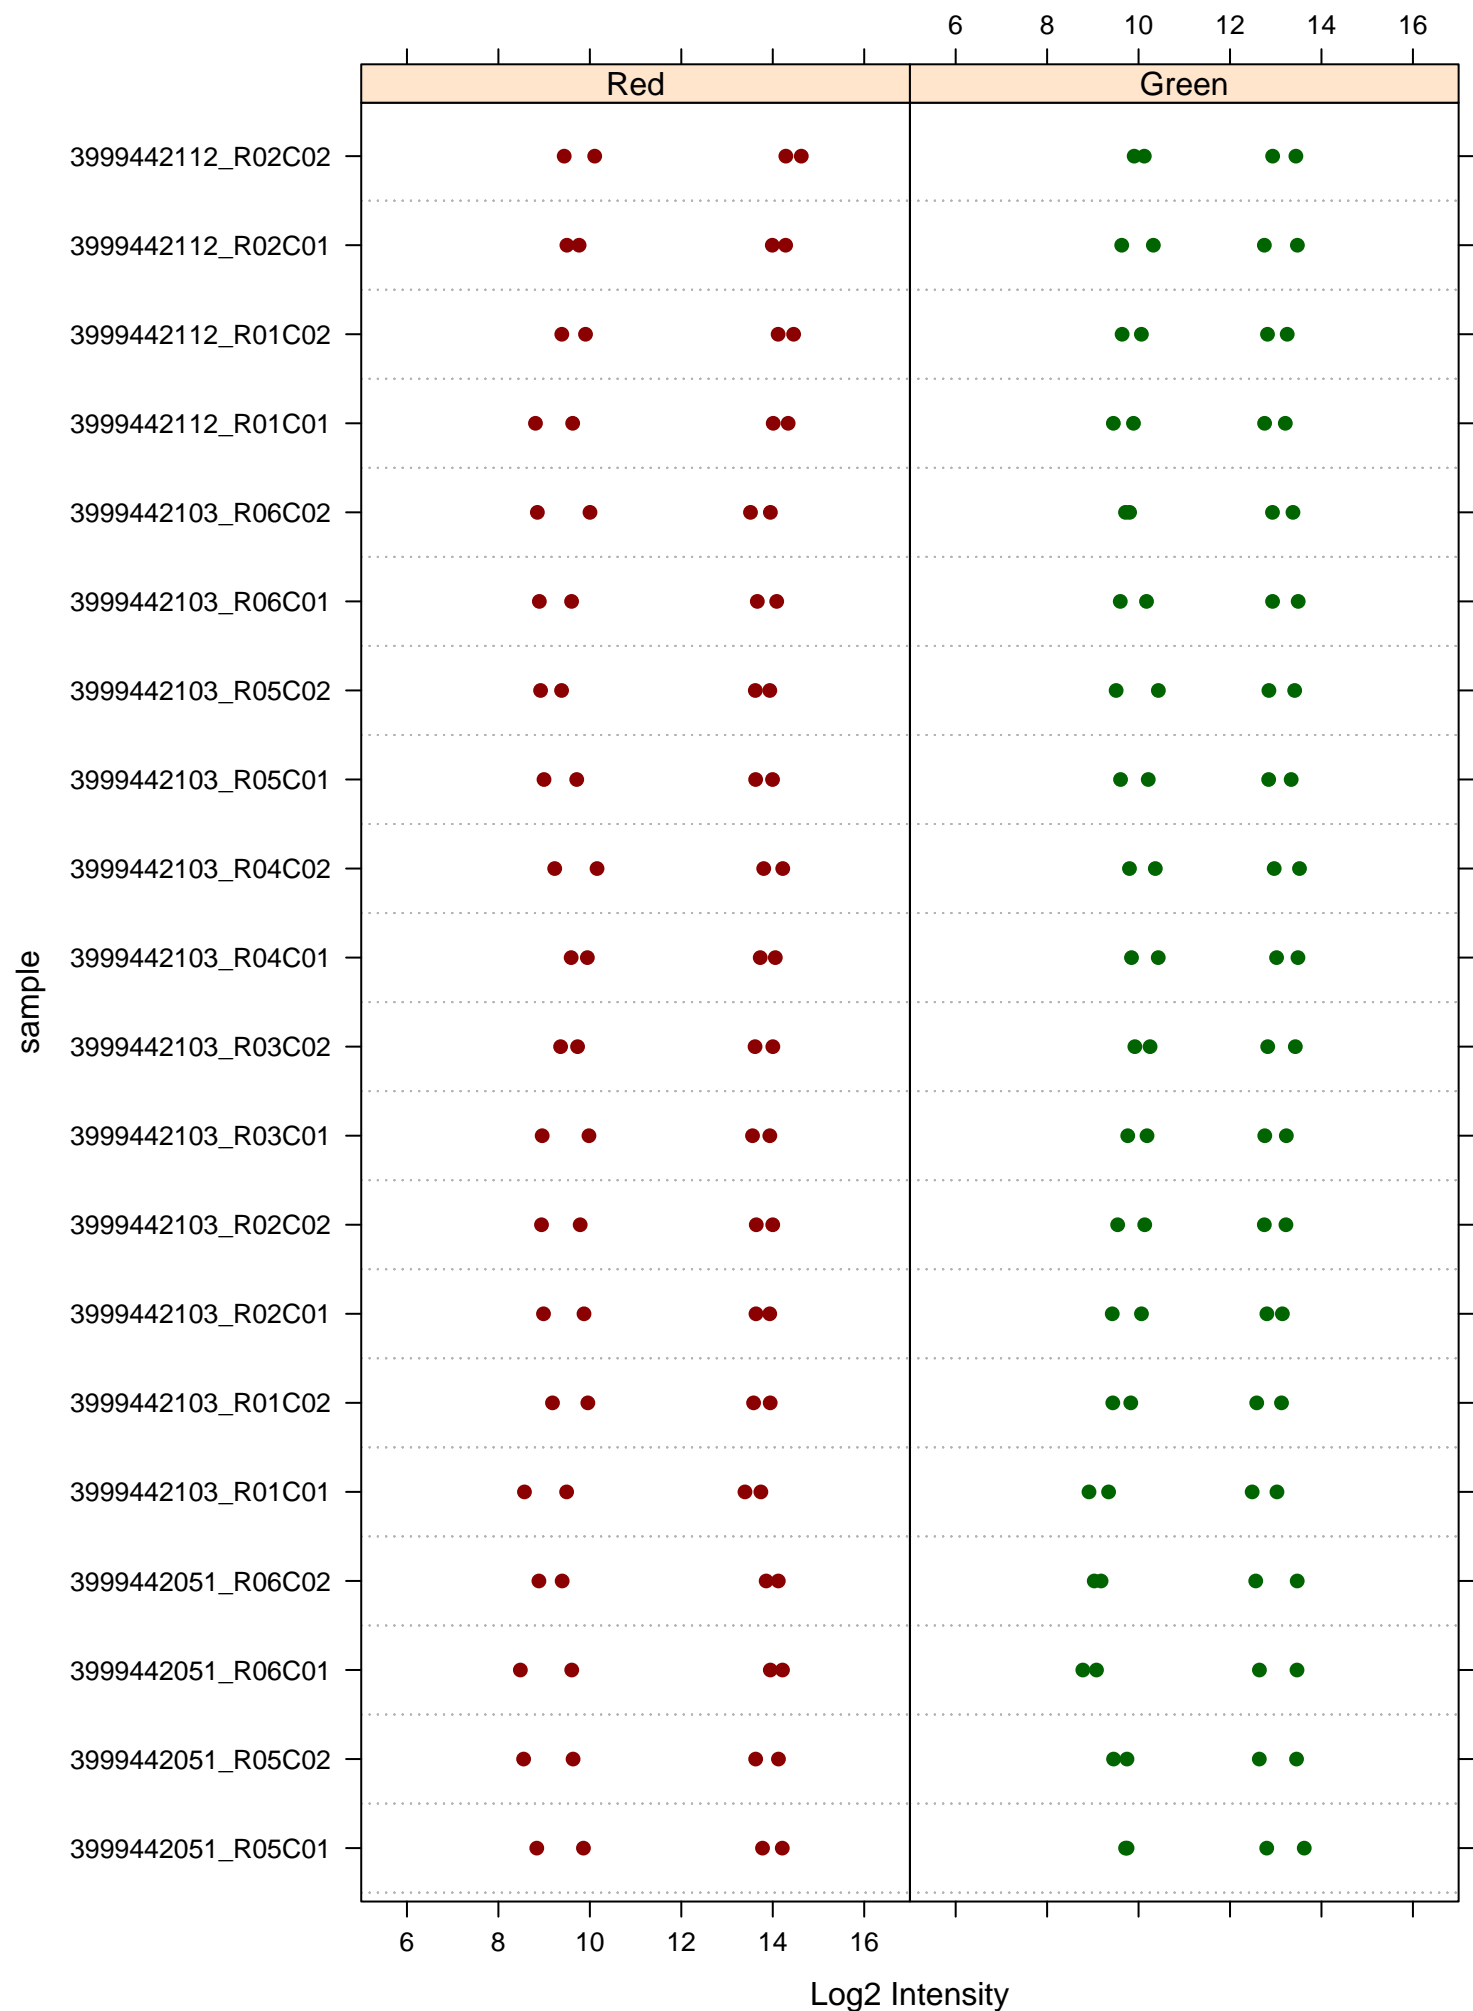 6 8 10 12 14 16
Red Green
3999442112_R02C02
3999442112_R02C01
3999442112_R01C02
3999442112_R01C01
3999442103_R06C02
3999442103_R06C01
3999442103_R05C02
3999442103_R05C01
3999442103_R04C02
3999442103_R04C01
3999442103_R03C02
3999442103_R03C01
3999442103_R02C02
3999442103_R02C01
3999442103_R01C02
3999442103_R01C01
3999442051_R06C02
3999442051_R06C01
3999442051_R05C02
3999442051_R05C01
sample
6 8 10 12 14 16
Log2 Intensity